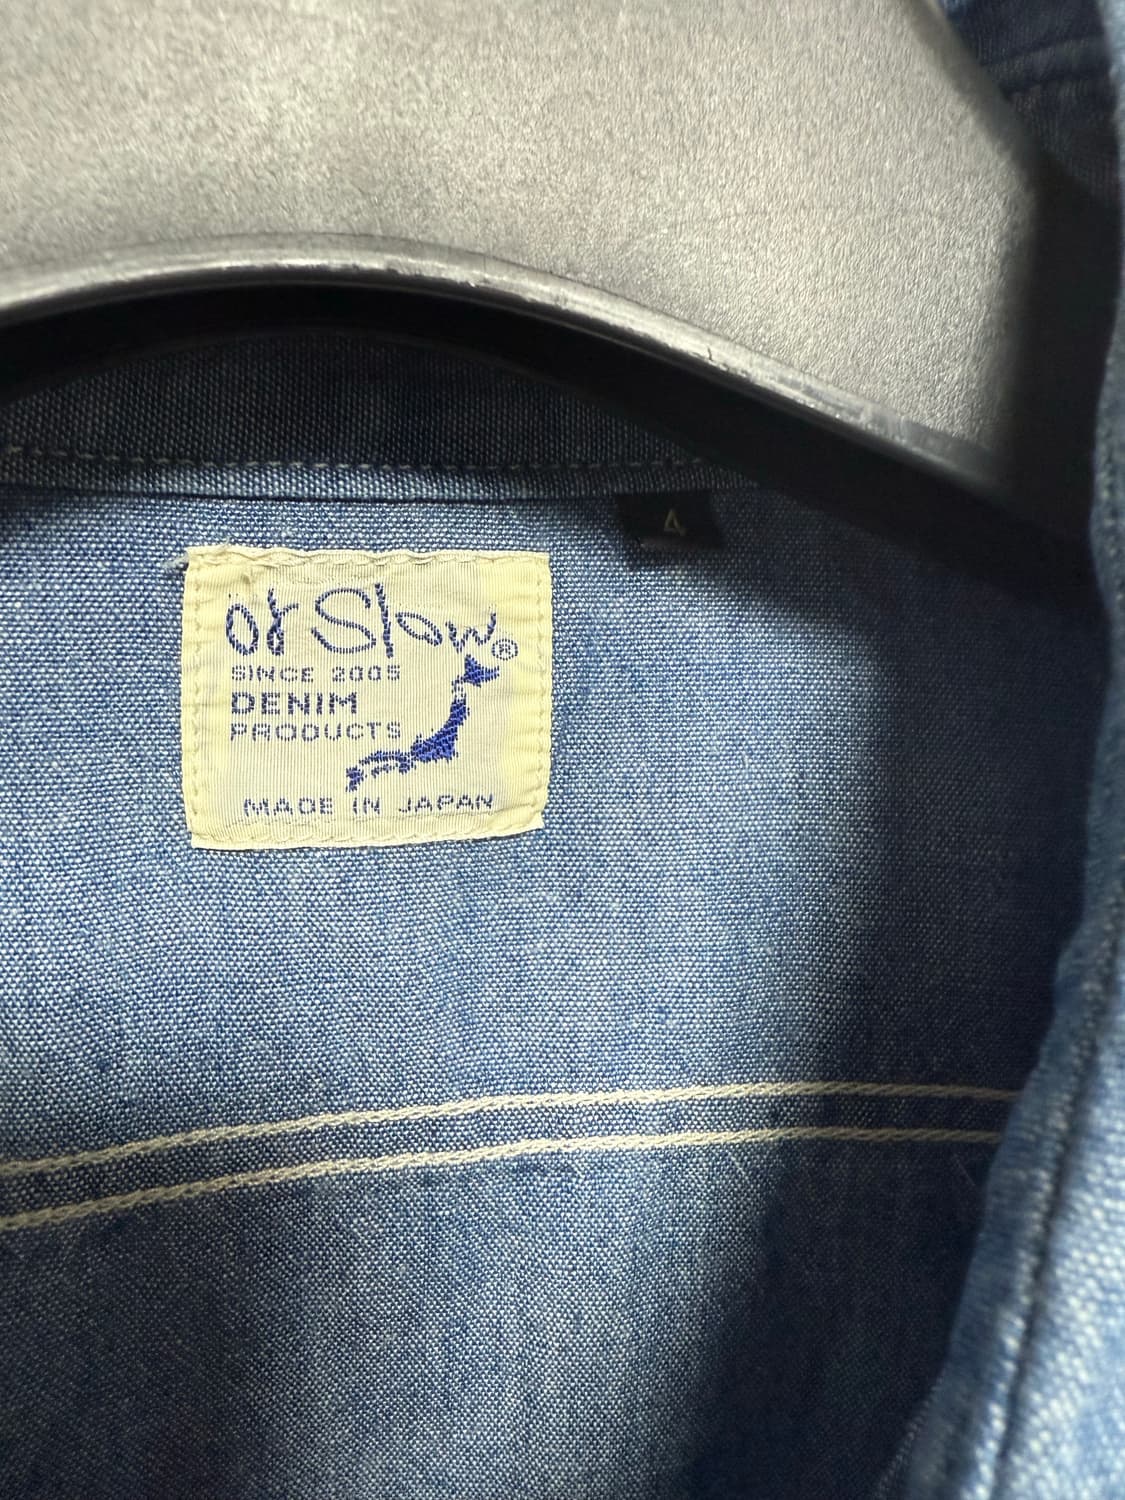 4
or Slow®
SINCE 2005
DENIM
PRODUCTS
MADE IN JAPAN